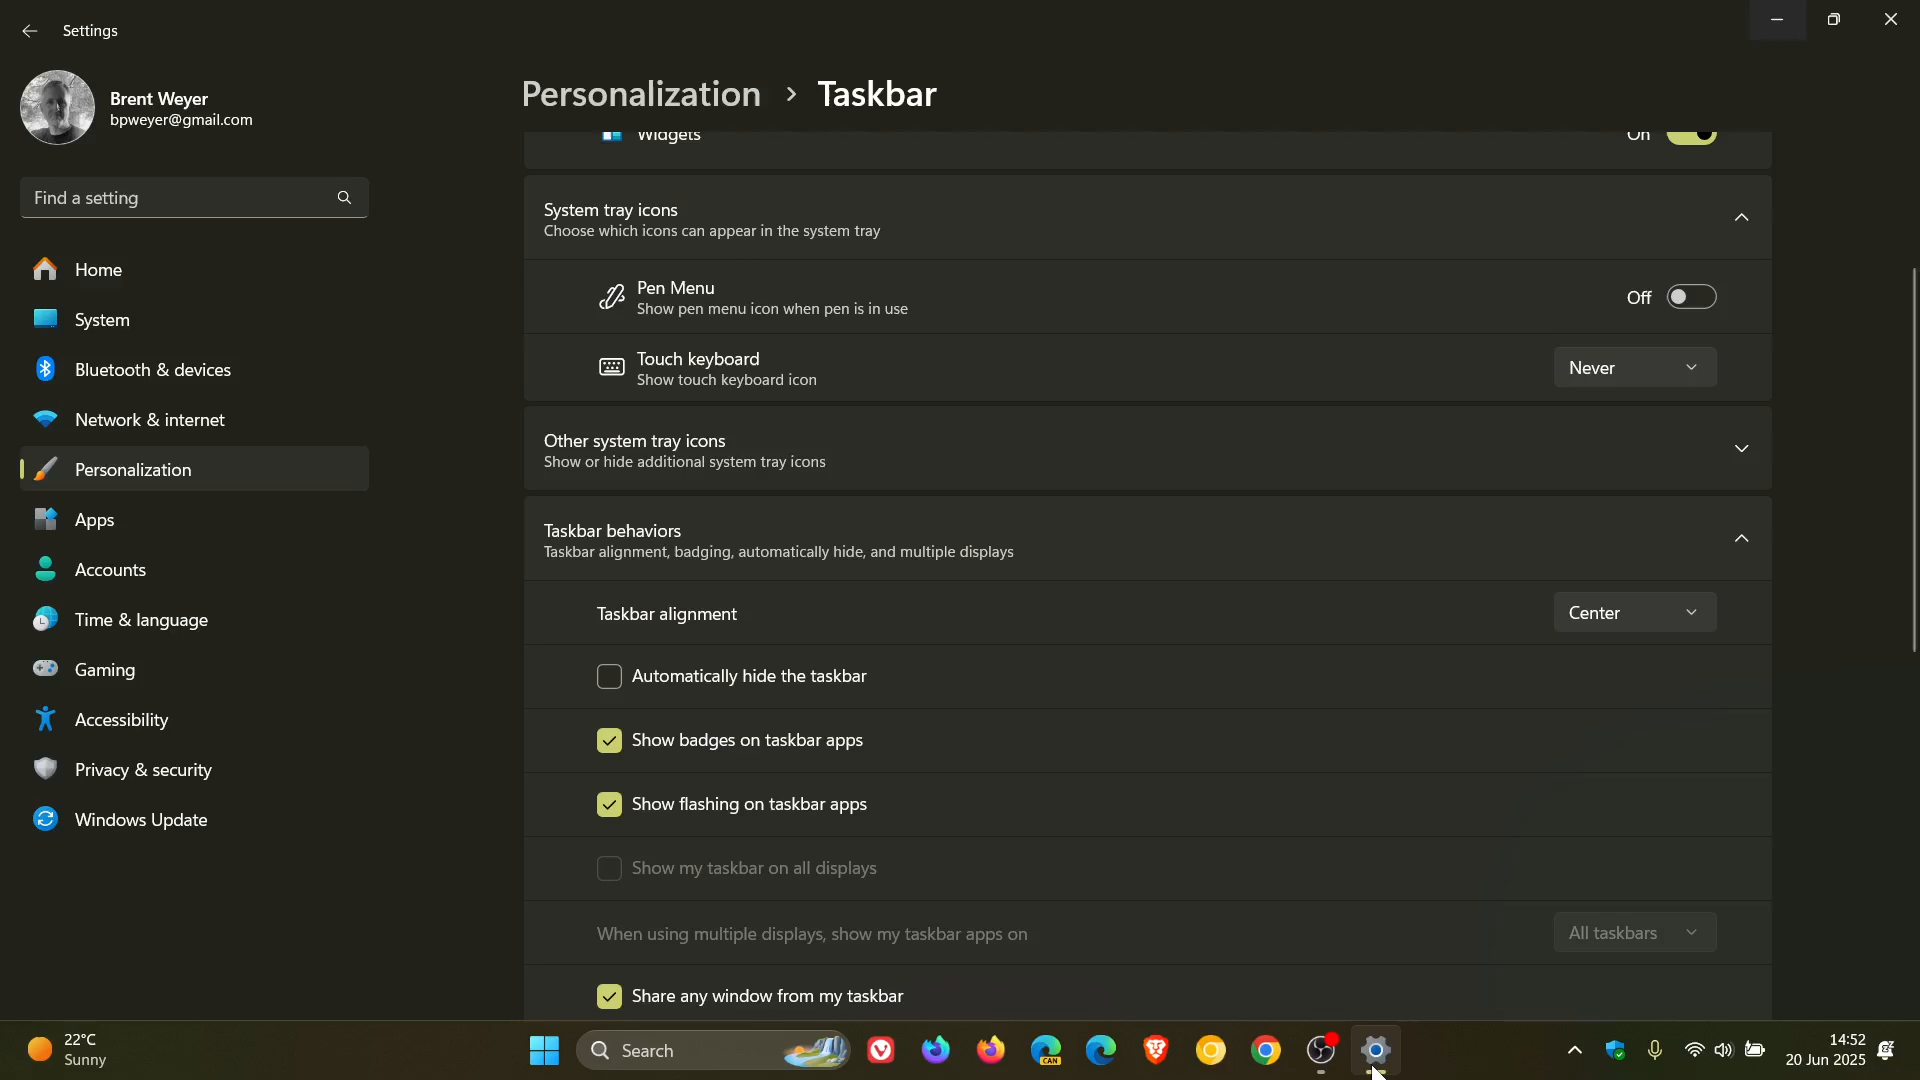 Settings
Brent Weyer
bpweyer@gmail.com
Find a setting
Home
System
Bluetooth & devices
Network & internet
Personalization
Apps
Accounts
Time & language
Gaming
Accessibility
Privacy & security
Windows Update
Personalization > Taskbar
Widgets On
System tray icons
Choose which icons can appear in the system tray
Pen Menu
Show pen menu icon when pen is in use
Off
Touch keyboard
Show touch keyboard icon
Never
Other system tray icons
Show or hide additional system tray icons
Taskbar behaviors
Taskbar alignment, badging, automatically hide, and multiple displays
Taskbar alignment Center
Automatically hide the taskbar
Show badges on taskbar apps
Show flashing on taskbar apps
Show my taskbar on all displays
When using multiple displays, show my taskbar apps on All taskbars
Share any window from my taskbar
22°C
Sunny
Search
CAN
14:52
20 Jun 2025